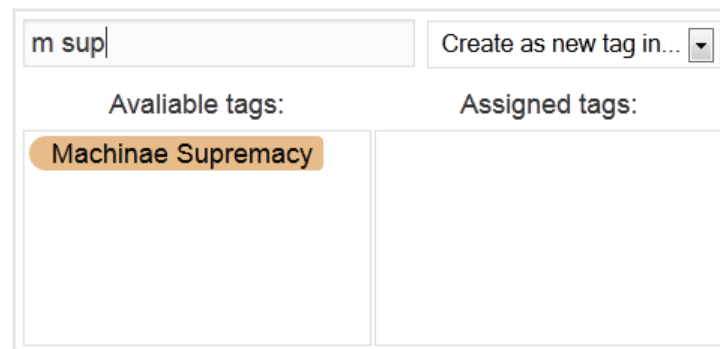 m sup
Create as new tag in...
Avaliable tags:
Assigned tags:
Machinae Supremacy